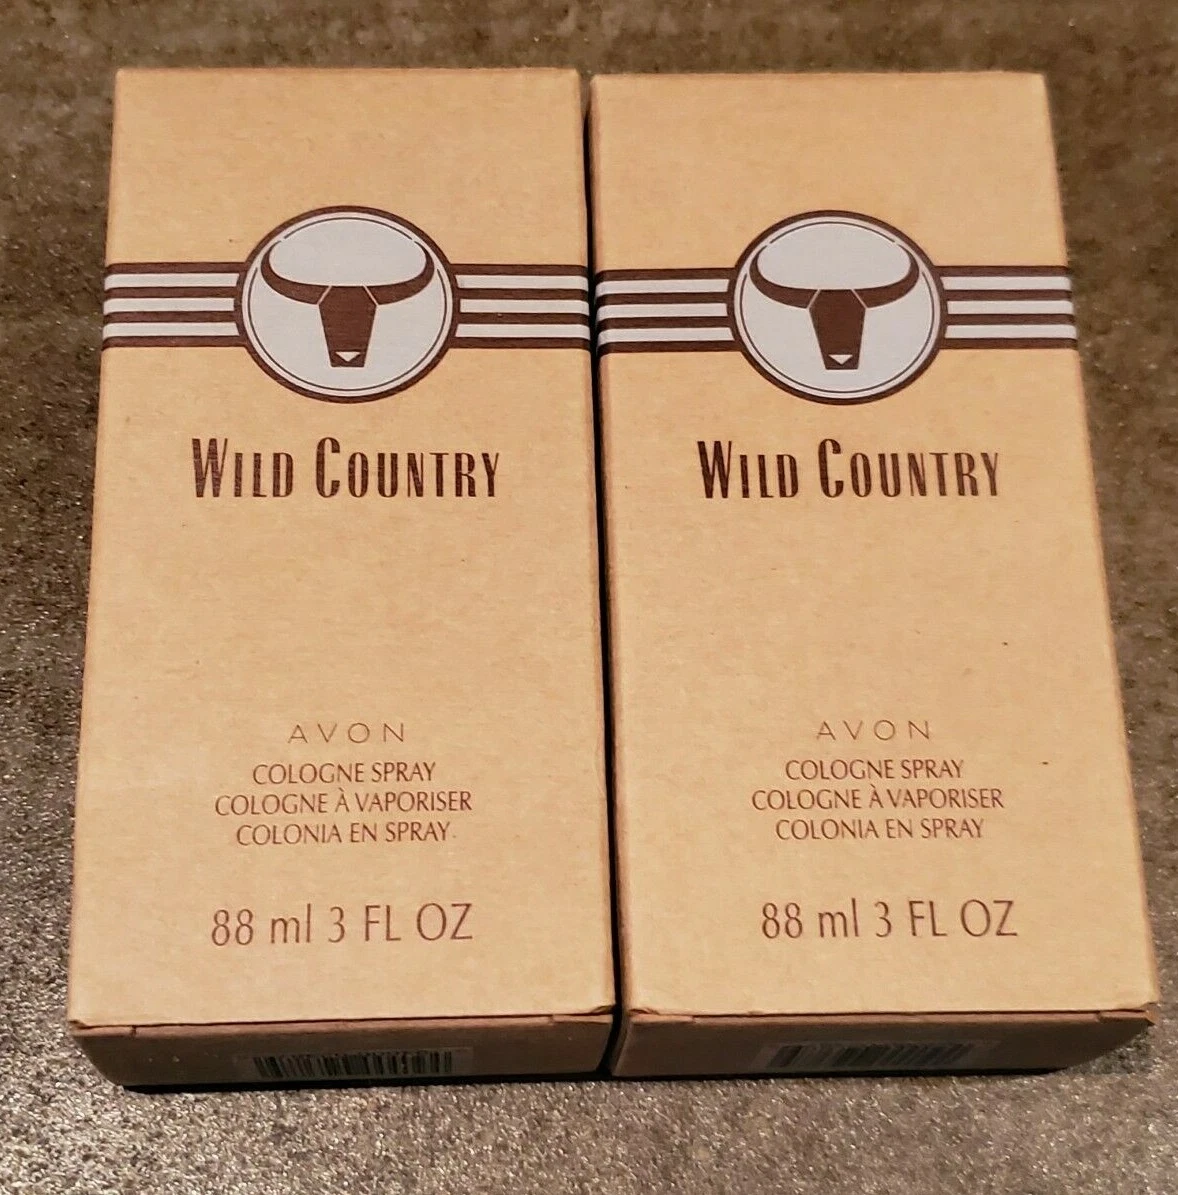 WILD COUNTRY
AVON
COLOGNE SPRAY
COLOGNE À VAPORISER
COLONIA EN SPRAY
88 ml 3 FL OZ
WILD COUNTRY
AVON
COLOGNE SPRAY
COLOGNE À VAPORISER
COLONIA EN SPRAY
88 ml 3 FL OZ